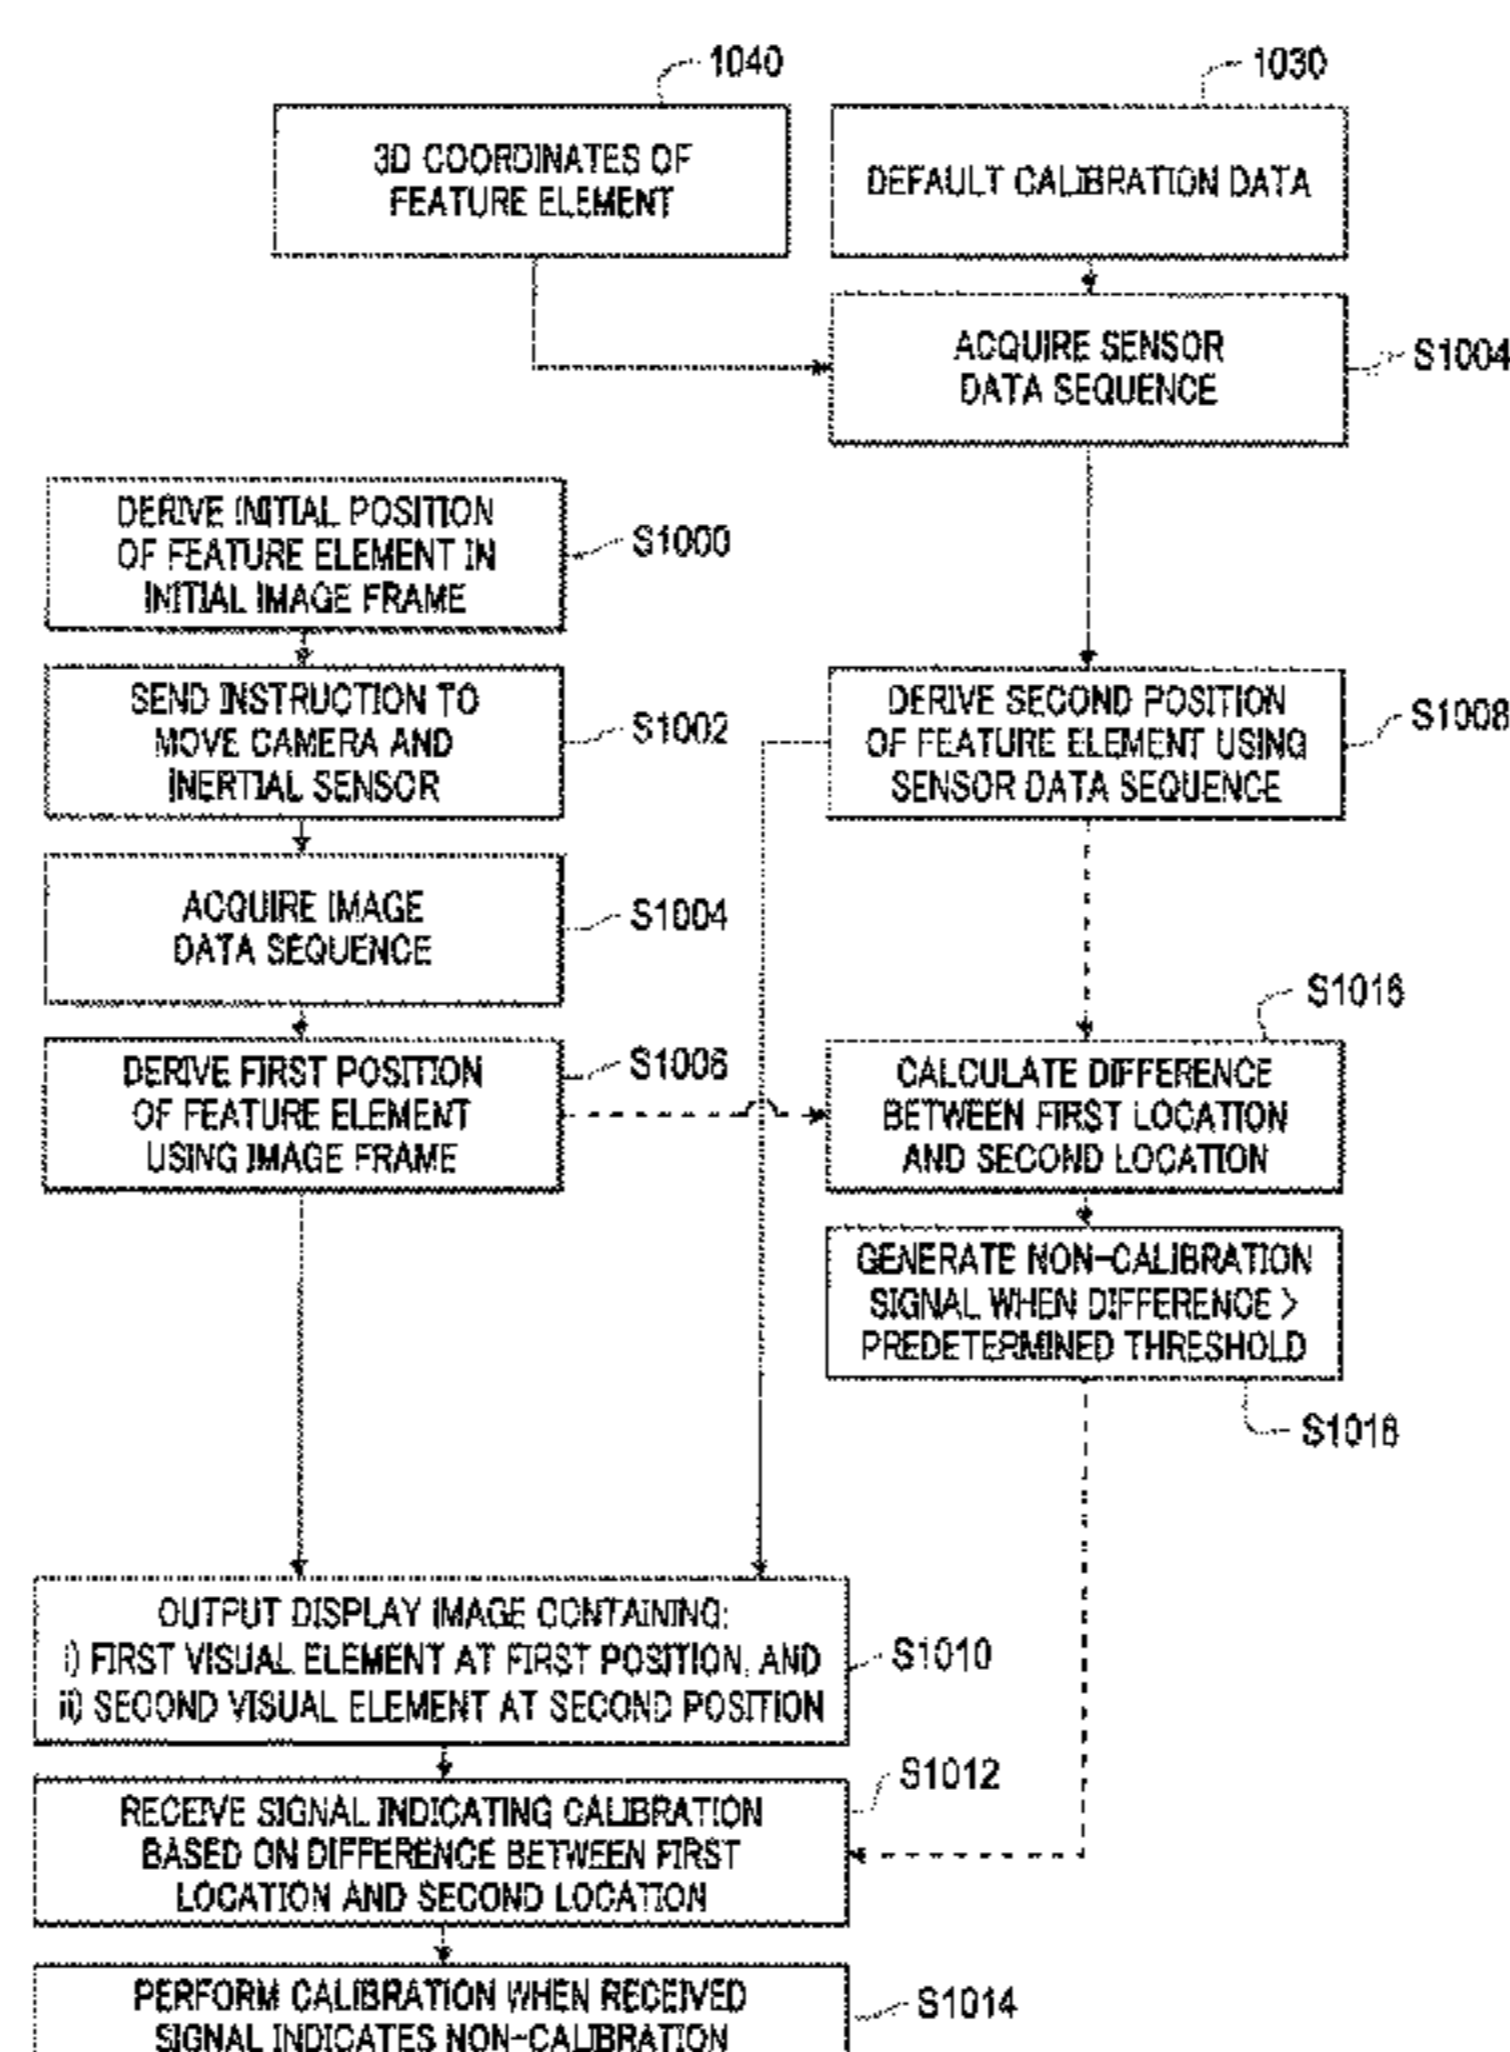 1040
1030
3D COORDINATES OF
FEATURE ELEMENT
DEFAULT CALIBRATION DATA
ACQUIRE SENSOR
DATA SEQUENCE
S1004
DERIVE INITIAL POSITION
OF FEATURE ELEMENT IN
INITIAL IMAGE FRAME
S1000
SEND INSTRUCTION TO
MOVE CAMERA AND
INERTIAL SENSOR
S1002
DERIVE SECOND POSITION
OF FEATURE ELEMENT USING
SENSOR DATA SEQUENCE
S1008
ACQUIRE IMAGE
DATA SEQUENCE
S1004
DERIVE FIRST POSITION
OF FEATURE ELEMENT
USING IMAGE FRAME
S1006
S1016
CALCULATE DIFFERENCE
BETWEEN FIRST LOCATION
AND SECOND LOCATION
GENERATE NON-CALIBRATION
SIGNAL WHEN DIFFERENCE >
PREDETERMINED THRESHOLD
S1018
OUTPUT DISPLAY IMAGE CONTAINING:
i) FIRST VISUAL ELEMENT AT FIRST POSITION, AND
ii) SECOND VISUAL ELEMENT AT SECOND POSITION
S1010
RECEIVE SIGNAL INDICATING CALIBRATION
BASED ON DIFFERENCE BETWEEN FIRST
LOCATION AND SECOND LOCATION
S1012
PERFORM CALIBRATION WHEN RECEIVED
SIGNAL INDICATES NON-CALIBRATION
S1014